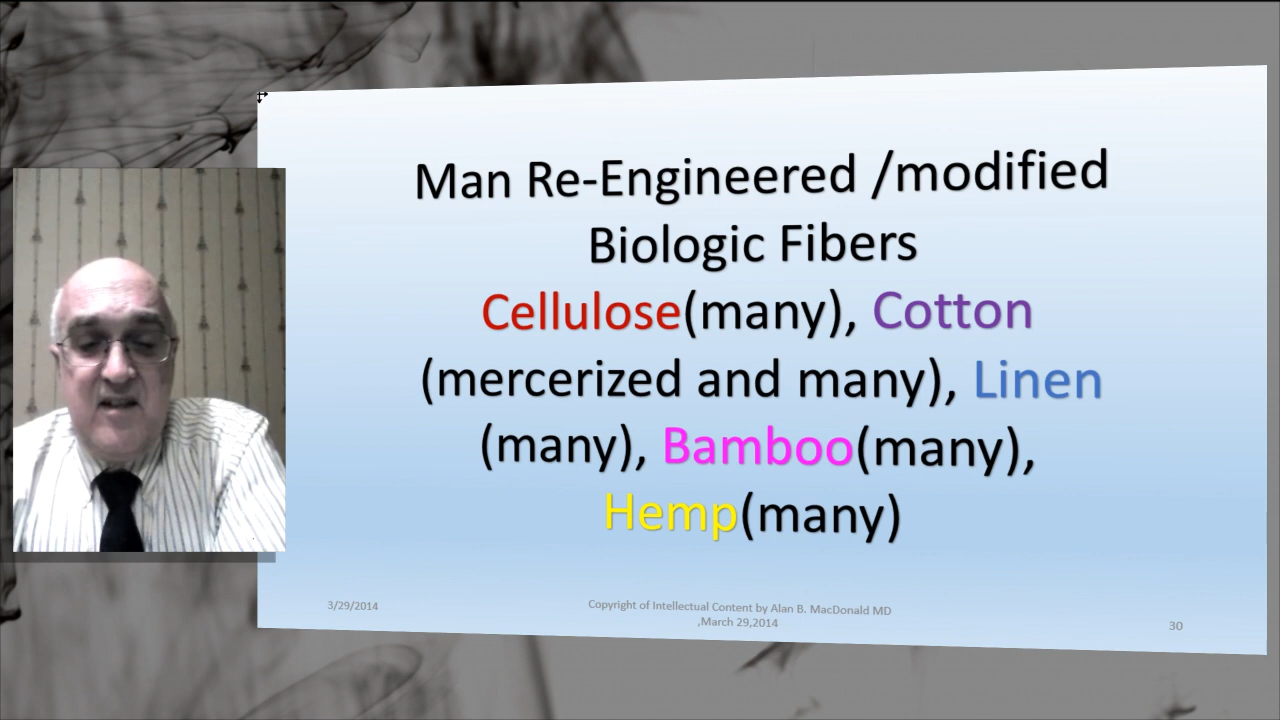 Man Re-Engineered /modified
Biologic Fibers
Cellulose(many), Cotton
(mercerized and many), Linen
(many), Bamboo(many),
Hemp(many)
3/29/2014
Copyright of Intellectual Content by Alan B. MacDonald MD
,March 29,2014
30